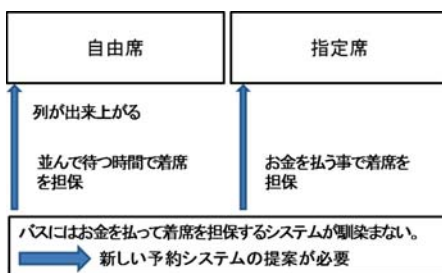 自由席
指定席
列が出来上がる
並んで待つ時間で着席
を担保
お金を払う事で着席を
担保
バスにはお金を払って着席を担保するシステムが馴染まない。
新しい予約システムの提案が必要